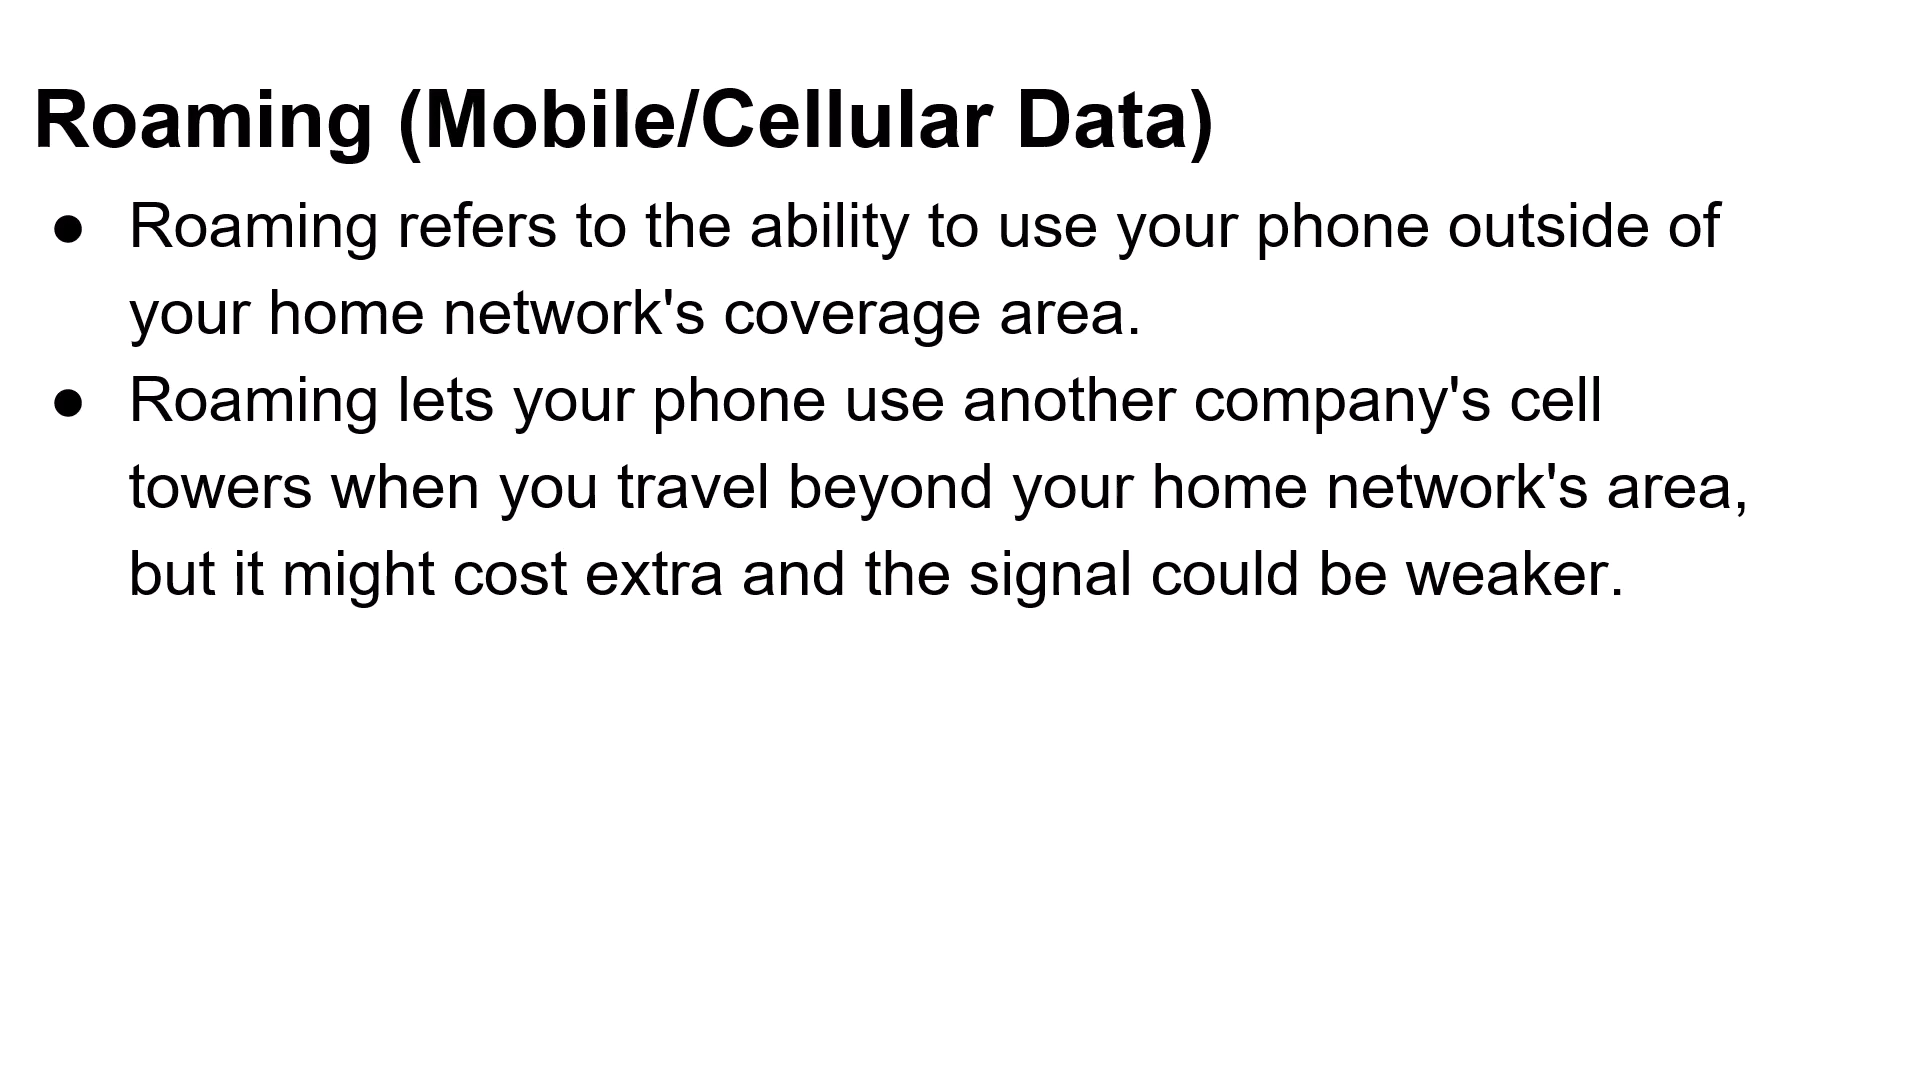 Roaming (Mobile/Cellular Data)
● Roaming refers to the ability to use your phone outside of
your home network's coverage area.
● Roaming lets your phone use another company's cell
towers when you travel beyond your home network's area,
but it might cost extra and the signal could be weaker.